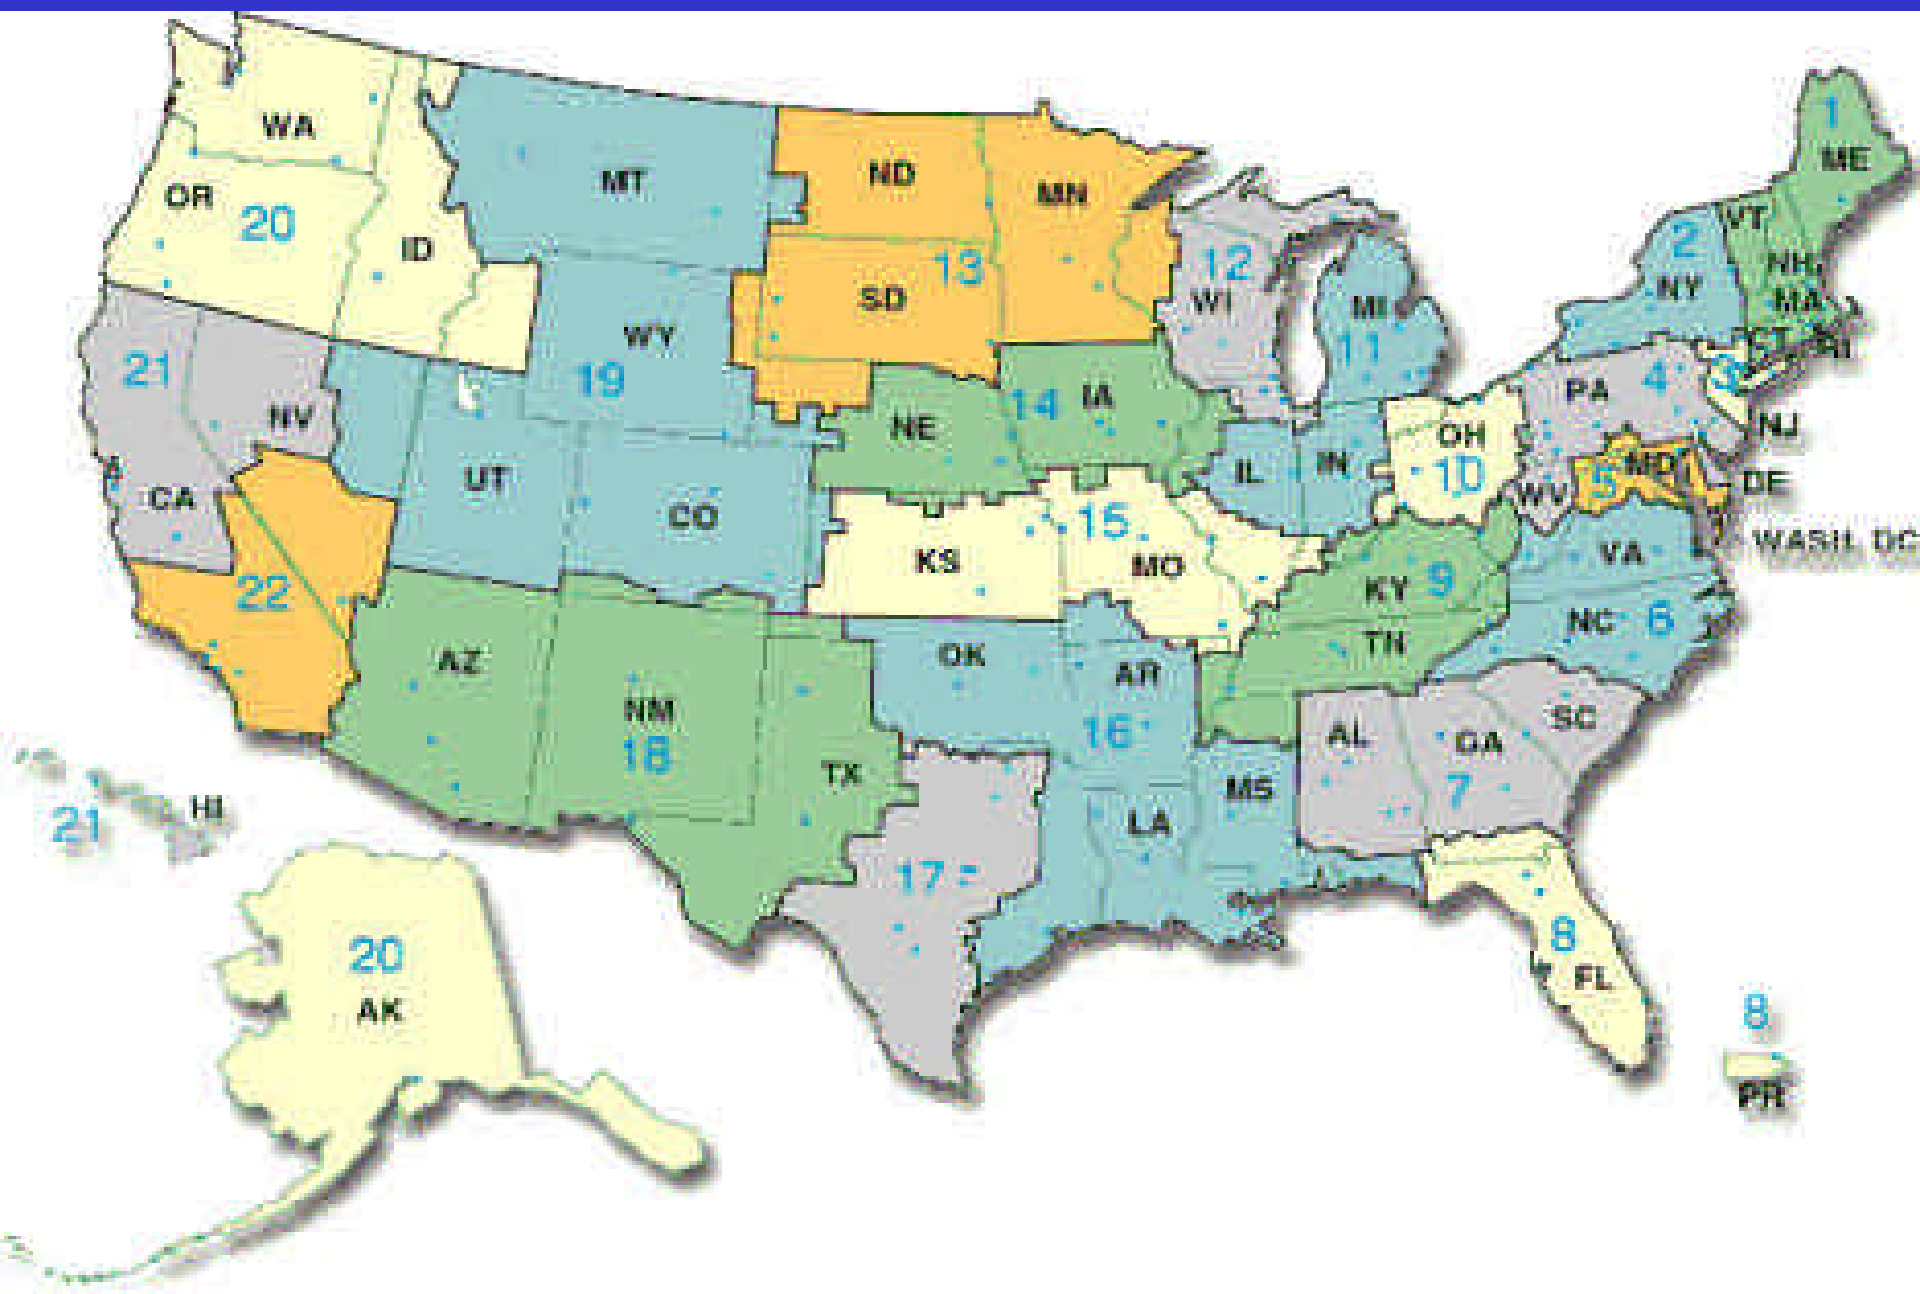 WA
OR
20
ID
MT
ND
MN
SD
13
WY
19
21
NV
CA
UT
CO
NE
14
IA
12
WI
MI
11
IL
IN
OH
10
1
ME
VT
2
NY
NH
MA
CT
RI
3
PA
4
NJ
MD
5
DE
WV
WASH, DC
VA
KS
15
MO
KY
9
NC
6
TN
22
AZ
NM
18
TX
OK
AR
16
MS
LA
AL
GA
7
SC
17
8
FL
HI
21
20
AK
8
PR